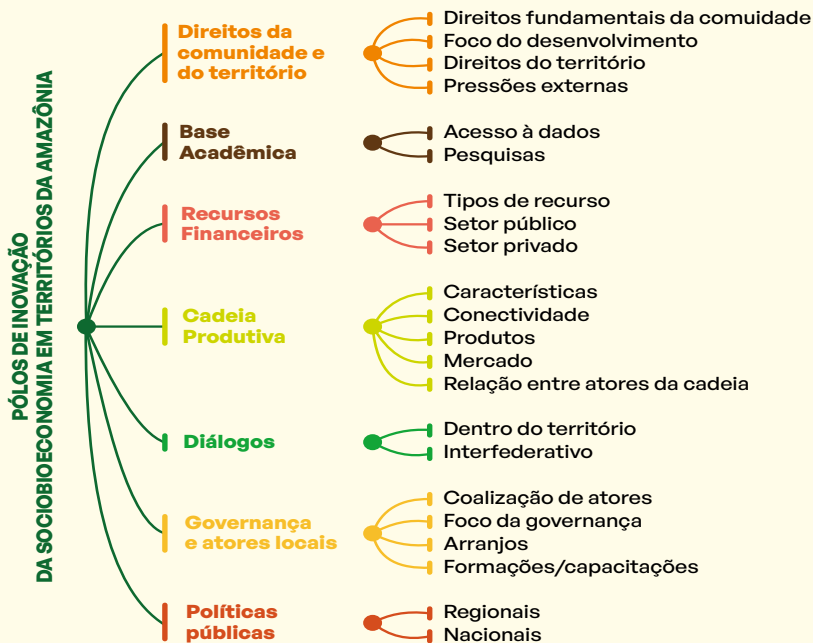 PÓLOS DE INOVAÇÃO
DA SOCIOBIOECONOMIA EM TERRITÓRIOS DA AMAZÔNIA
Direitos da
comunidade e
do território
Direitos fundamentais da comuidade
Foco do desenvolvimento
Direitos do território
Pressões externas
Base
Acadêmica
Acesso à dados
Pesquisas
Recursos
Financeiros
Tipos de recurso
Setor público
Setor privado
Cadeia
Produtiva
Características
Conectividade
Produtos
Mercado
Relação entre atores da cadeia
Diálogos
Dentro do território
Interfederativo
Governança
e atores locais
Coalização de atores
Foco da governança
Arranjos
Formações/capacitações
Políticas
públicas
Regionais
Nacionais